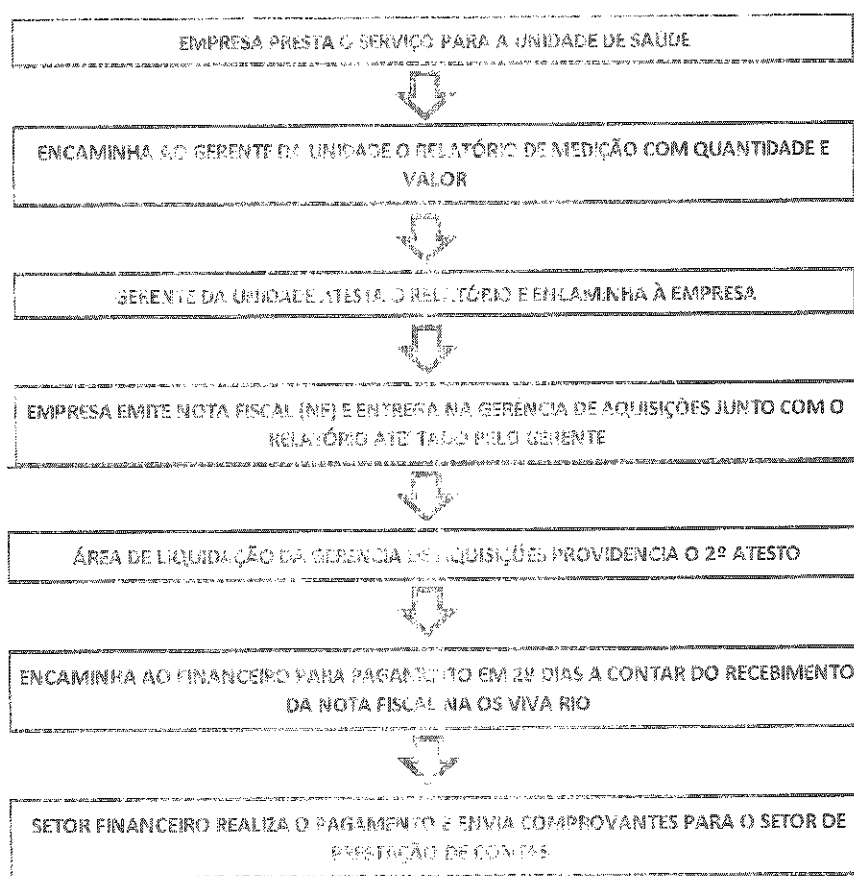 EMPRESA PRESTA O SERVIÇO PARA A UNIDADE DE SAÚDE
ENCAMINHA AO GERENTE DA UNIDADE O RELATÓRIO DE MEDIÇÃO COM QUANTIDADE E
VALOR
GERENTE DA UNIDADE ATESTA O RELATÓRIO E ENCAMINHA À EMPRESA
EMPRESA EMITE NOTA FISCAL (NF) E ENTREGA NA GERÊNCIA DE AQUISIÇÕES JUNTO COM O
RELATÓRIO ATESTADO PELO GERENTE
ÁREA DE LIQUIDAÇÃO DA GERENCIA DE AQUISIÇÕES PROVIDENCIA O 2º ATESTO
ENCAMINHA AO FINANCEIRO PARA PAGAMENTO EM 28 DIAS A CONTAR DO RECEBIMENTO
DA NOTA FISCAL NA OS VIVA RIO
SETOR FINANCEIRO REALIZA O PAGAMENTO E ENVIA COMPROVANTES PARA O SETOR DE
PRESTAÇÃO DE CONTAS